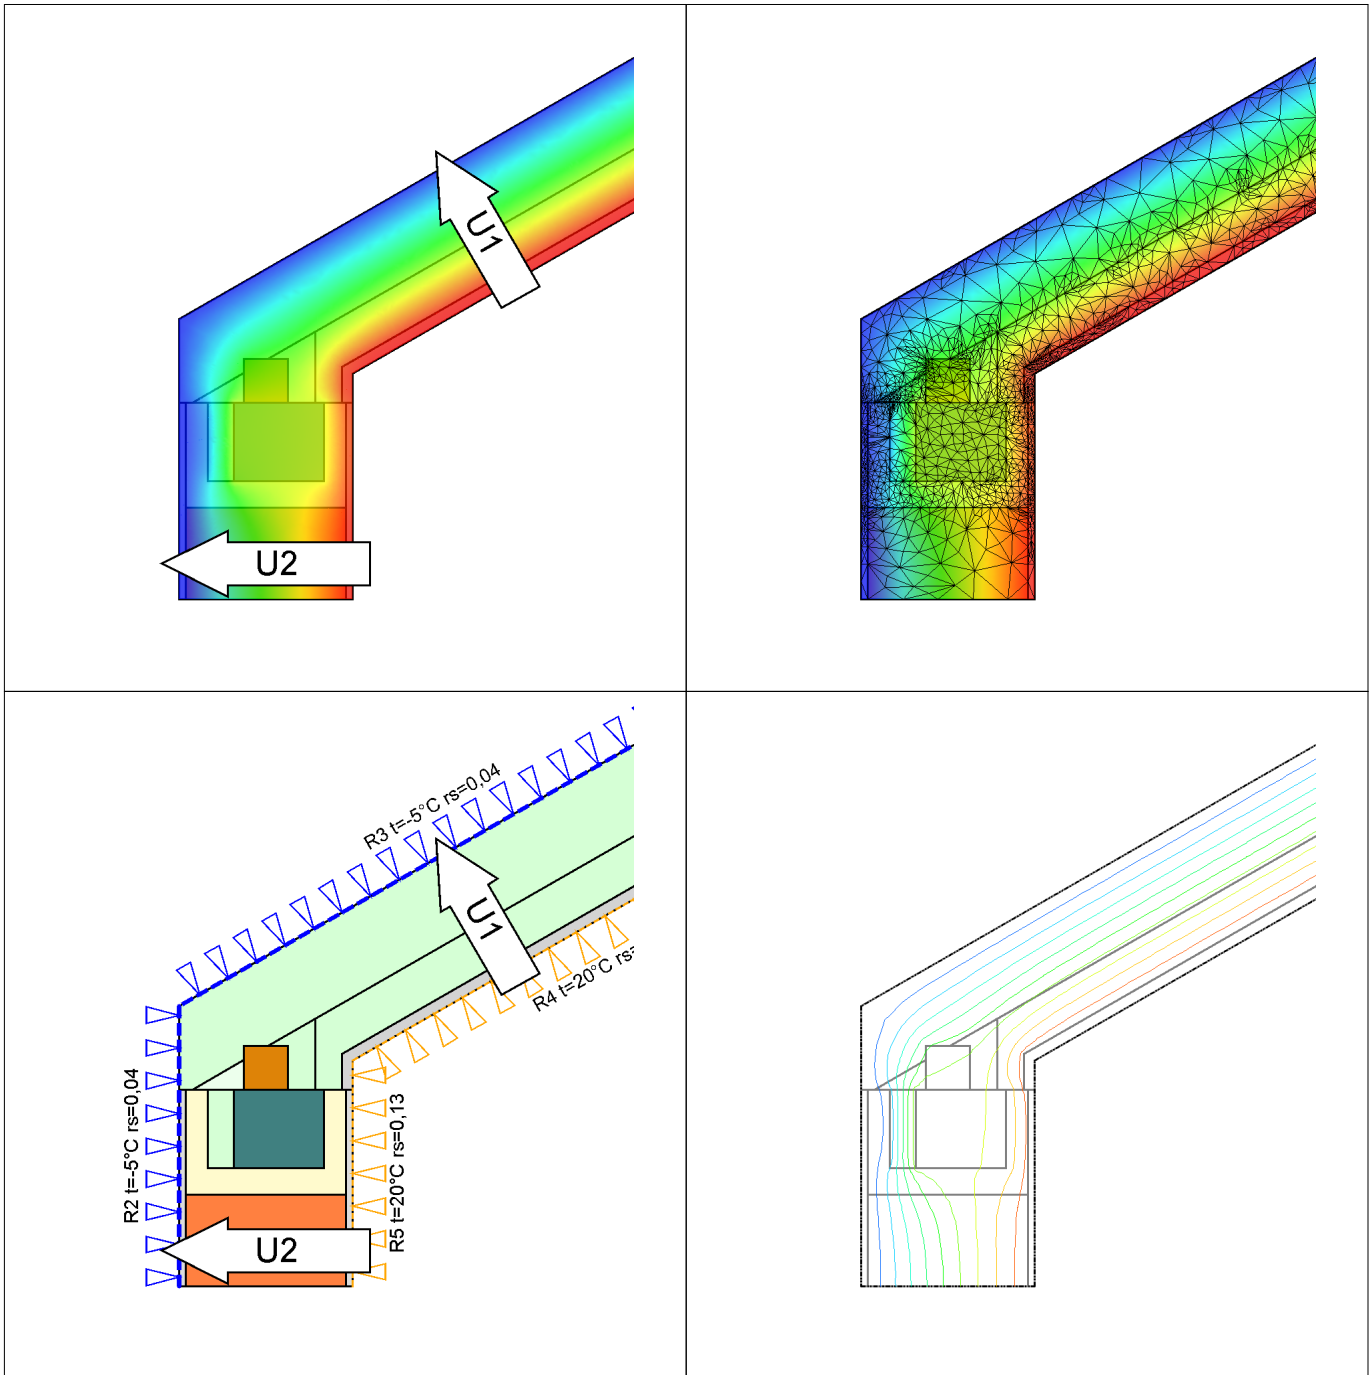 U1
U2
R3 t=-5°C rs=0,04
U1
R4 t=20°C rs=
R2 t=-5°C rs=0,04
R5 t=20°C rs=0,13
U2